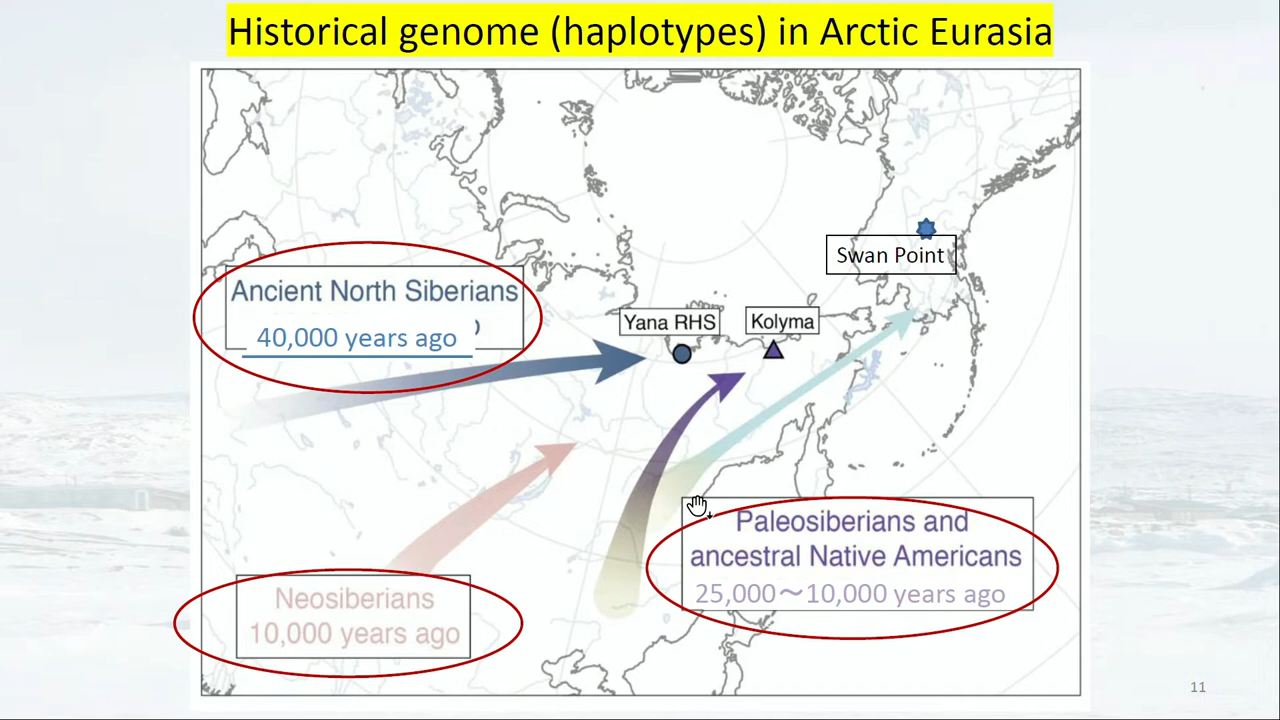 Historical genome (haplotypes) in Arctic Eurasia
Swan Point
Ancient North Siberians
40,000 years ago
Yana RHS
Kolyma
Paleosiberians and
ancestral Native Americans
25,000～10,000 years ago
Neosiberians
10,000 years ago
11